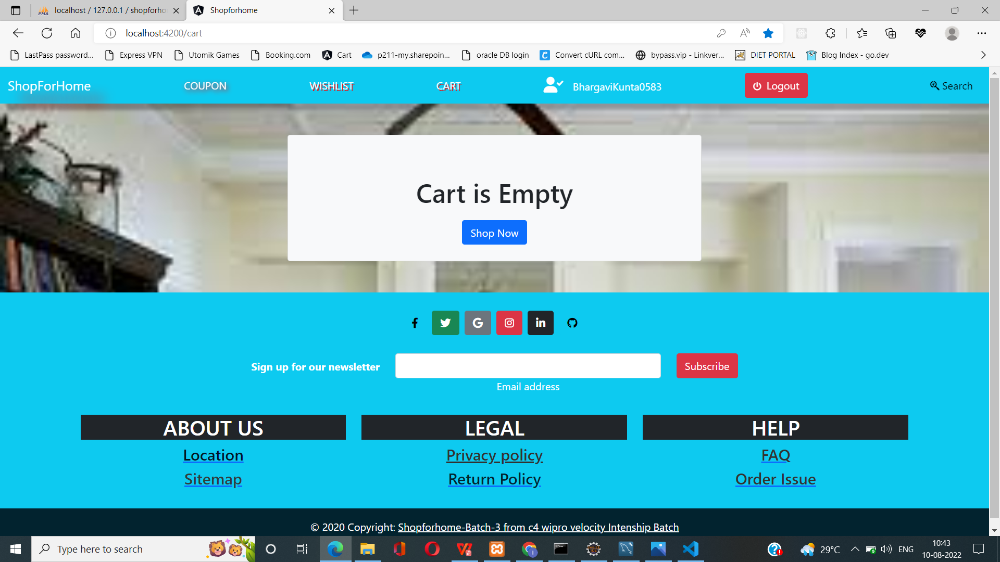 localhost / 127.0.0.1 / shopforho
Shopforhome
localhost:4200/cart
LastPass password... Express VPN Utomik Games Booking.com Cart p211-my.sharepoin... oracle DB login Convert cURL com... bypass.vip - Linkver... DIET PORTAL Blog Index - go.dev
ShopForHome COUPON WISHLIST CART BhargaviKunta0583 Logout Search
Cart is Empty
Shop Now
Sign up for our newsletter Subscribe
Email address
ABOUT US LEGAL HELP
Location Privacy policy FAQ
Sitemap Return Policy Order Issue
© 2020 Copyright: Shopforhome-Batch-3 from c4 wipro velocity Intenship Batch
Type here to search 29°C ENG 10:43
10-08-2022